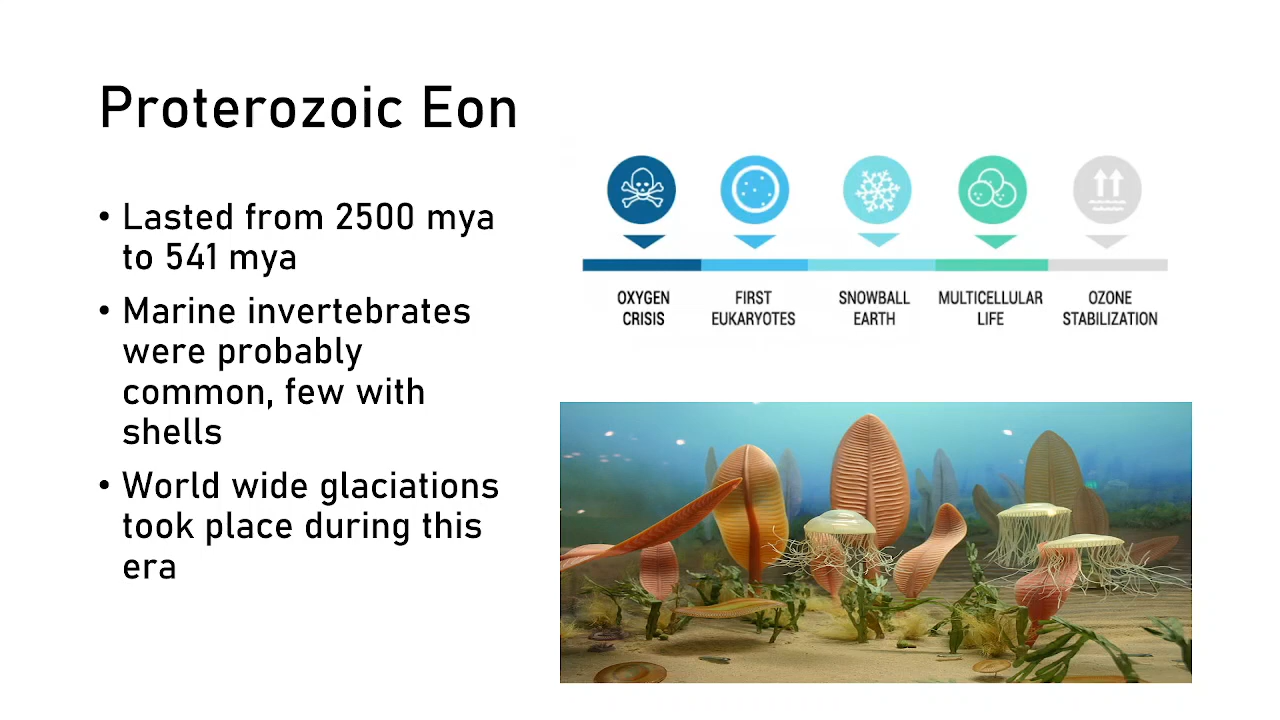 Proterozoic Eon
• Lasted from 2500 mya
to 541 mya
• Marine invertebrates
were probably
common, few with
shells
• World wide glaciations
took place during this
era
OXYGEN
CRISIS
FIRST
EUKARYOTES
SNOWBALL
EARTH
MULTICELLULAR
LIFE
OZONE
STABILIZATION